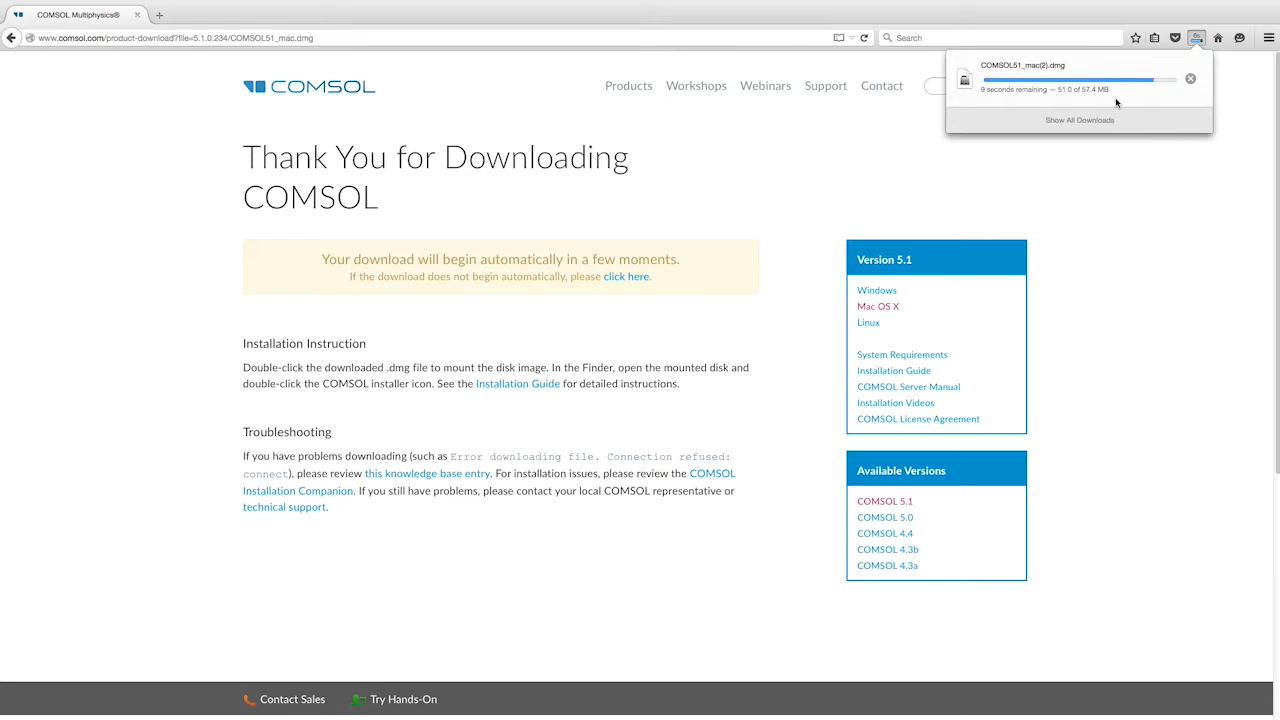 COMSOL Multiphysics®
www.comsol.com/product-download?file=5.1.0.234/COMSOL51_mac.dmg
Search
COMSOL51_mac(2).dmg
9 seconds remaining — 51.0 of 57.4 MB
Show All Downloads
COMSOL
Products Workshops Webinars Support Contact
Thank You for Downloading
COMSOL
Your download will begin automatically in a few moments.
If the download does not begin automatically, please click here.
Installation Instruction
Double-click the downloaded .dmg file to mount the disk image. In the Finder, open the mounted disk and
double-click the COMSOL installer icon. See the Installation Guide for detailed instructions.
Troubleshooting
If you have problems downloading (such as Error downloading file. Connection refused:
connect), please review this knowledge base entry. For installation issues, please review the COMSOL
Installation Companion. If you still have problems, please contact your local COMSOL representative or
technical support.
Version 5.1
Windows
Mac OS X
Linux
System Requirements
Installation Guide
COMSOL Server Manual
Installation Videos
COMSOL License Agreement
Available Versions
COMSOL 5.1
COMSOL 5.0
COMSOL 4.4
COMSOL 4.3b
COMSOL 4.3a
Contact Sales Try Hands-On